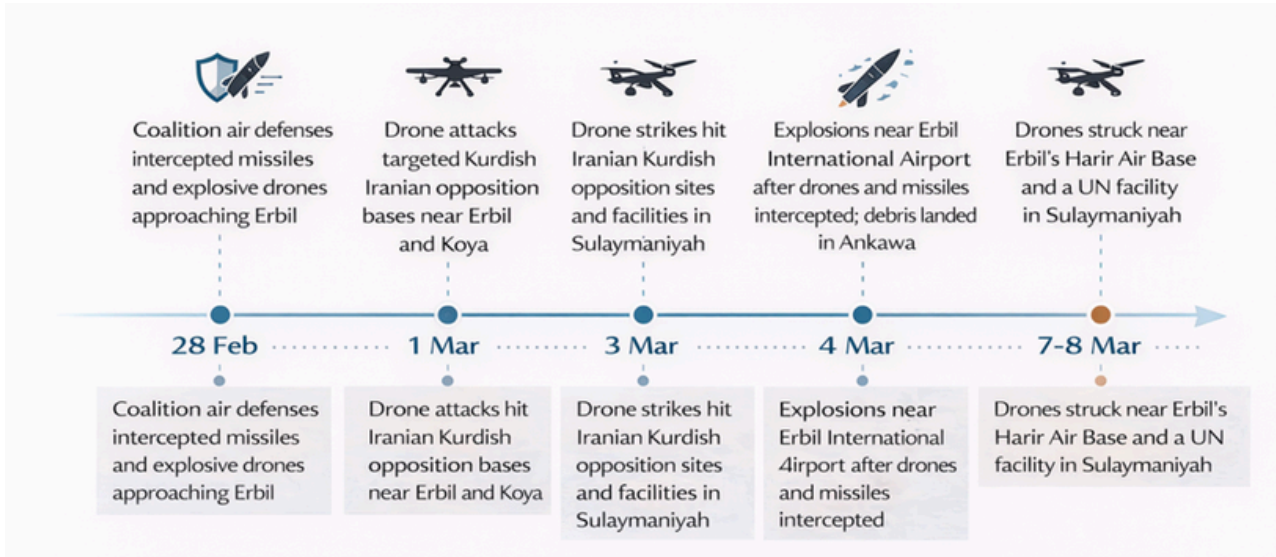 Coalition air defenses
intercepted missiles
and explosive drones
approaching Erbil
Drone attacks
targeted Kurdish
Iranian opposition
bases near Erbil
and Koya
Drone strikes hit
Iranian Kurdish
opposition sites
and facilities in
Sulaymaniyah
Explosions near Erbil
International Airport
after drones and missiles
intercepted; debris landed
in Ankawa
Drones struck near
Erbil's Harir Air Base
and a UN facility
in Sulaymaniyah
28 Feb
1 Mar
3 Mar
4 Mar
7-8 Mar
Coalition air defenses
intercepted missiles
and explosive drones
approaching Erbil
Drone attacks hit
Iranian Kurdish
opposition bases
near Erbil and Koya
Drone strikes hit
Iranian Kurdish
opposition sites
and facilities in
Sulaymaniyah
Explosions near
Erbil International
4irport after drones
and missiles
intercepted
Drones struck near Erbil's
Harir Air Base and a UN
facility in Sulaymaniyah